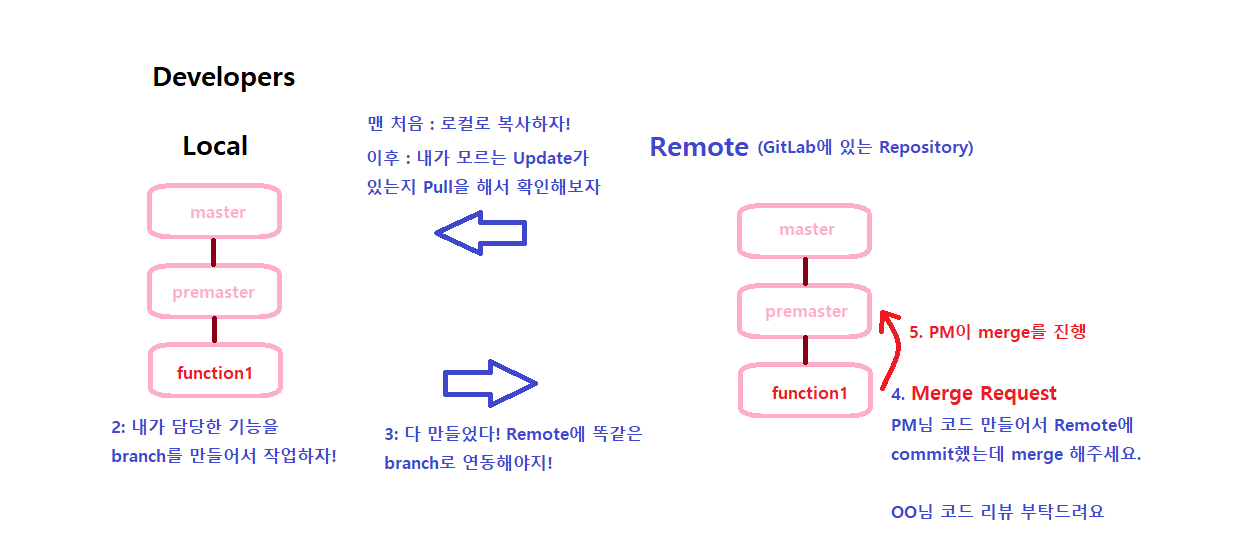 Developers
Local
맨 처음 : 로컬로 복사하자!
이후 : 내가 모르는 Update가
있는지 Pull을 해서 확인해보자
Remote (GitLab에 있는 Repository)
master
premaster
function1
2: 내가 담당한 기능을
branch를 만들어서 작업하자!
3: 다 만들었다! Remote에 똑같은
branch로 연동해야지!
master
premaster
function1
5. PM이 merge를 진행
4. Merge Request
PM님 코드 만들어서 Remote에
commit했는데 merge 해주세요.
OO님 코드 리뷰 부탁드려요